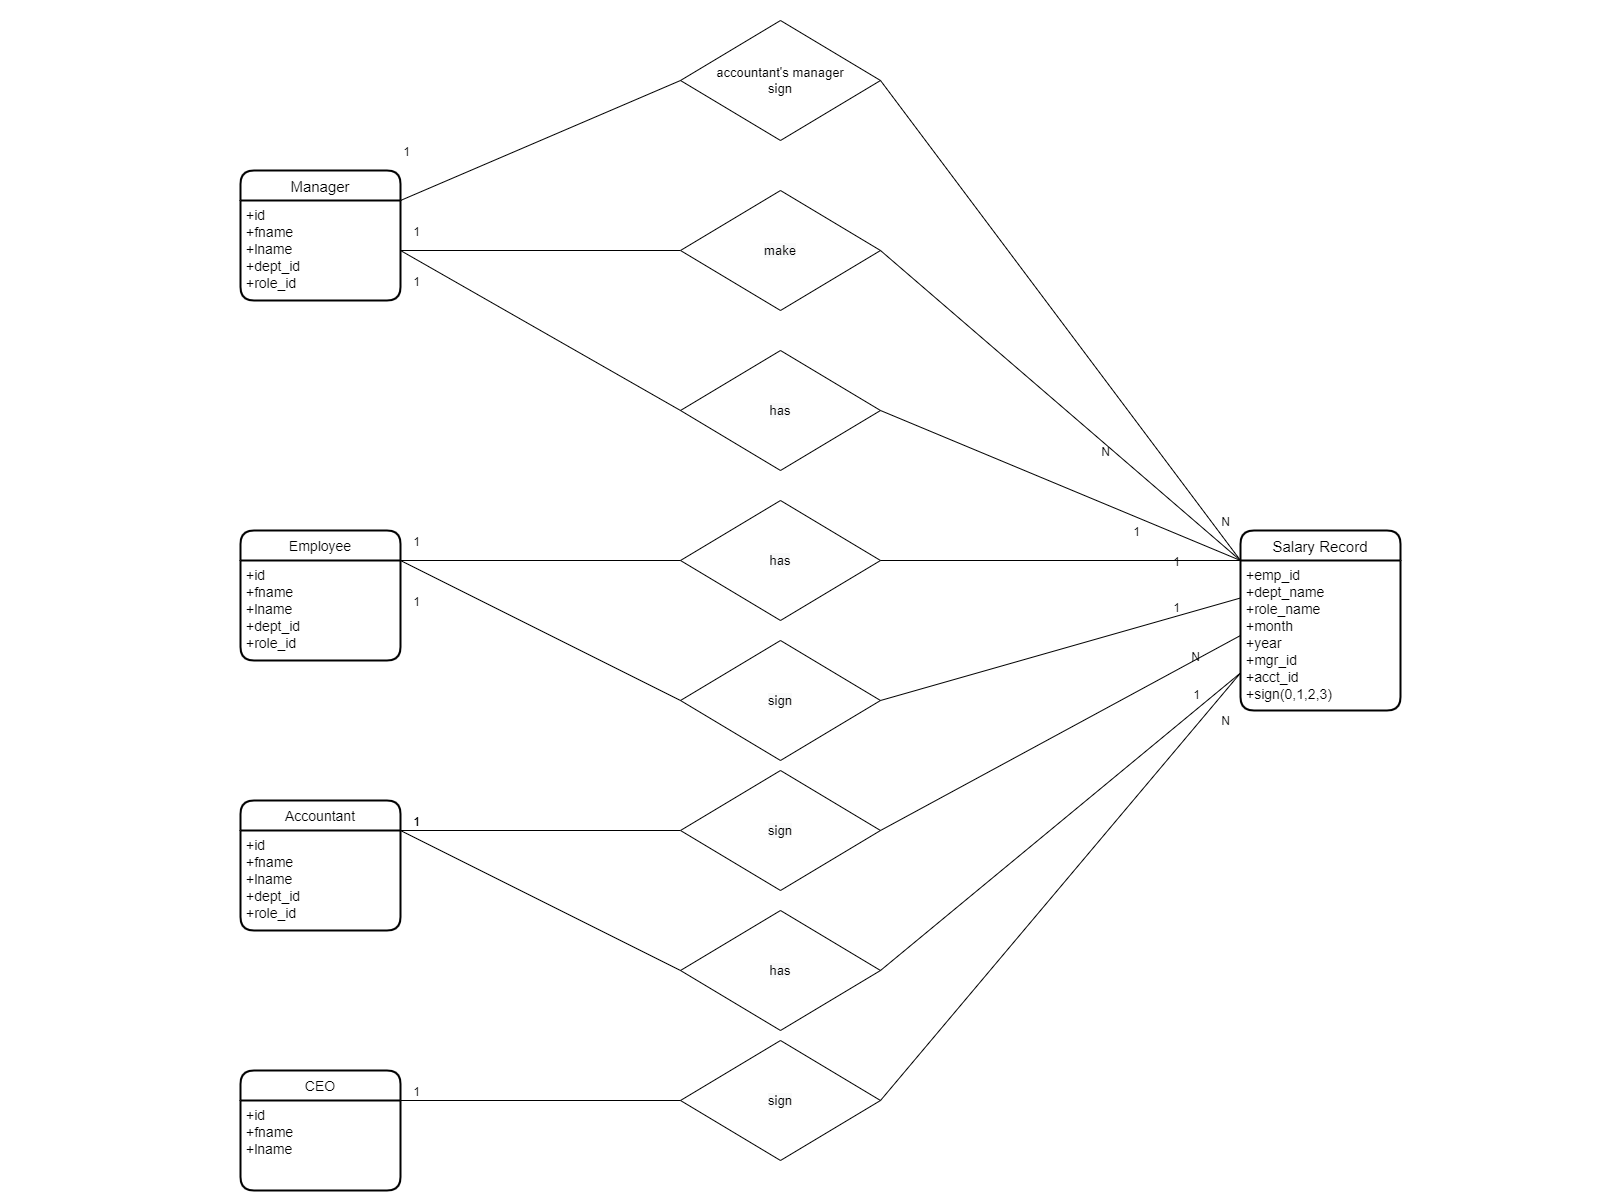 accountant's manager
sign
1
Manager
+id
+fname
+lname
+dept_id
+role_id
1
1
make
has
N
1
N
Employee
+id
+fname
+lname
+dept_id
+role_id
1
1
has
1
1
sign
Salary Record
+emp_id
+dept_name
+role_name
+month
+year
+mgr_id
+acct_id
+sign(0,1,2,3)
N
1
N
Accountant
+id
+fname
+lname
+dept_id
+role_id
1
sign
has
CEO
+id
+fname
+lname
1
sign